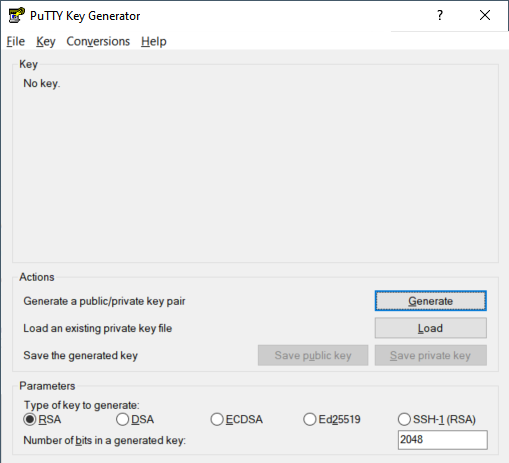 PuTTY Key Generator
?
File Key Conversions Help
Key
No key.
Actions
Generate a public/private key pair Generate
Load an existing private key file Load
Save the generated key Save public key Save private key
Parameters
Type of key to generate:
RSA DSA ECDSA Ed25519 SSH-1 (RSA)
Number of bits in a generated key: 2048